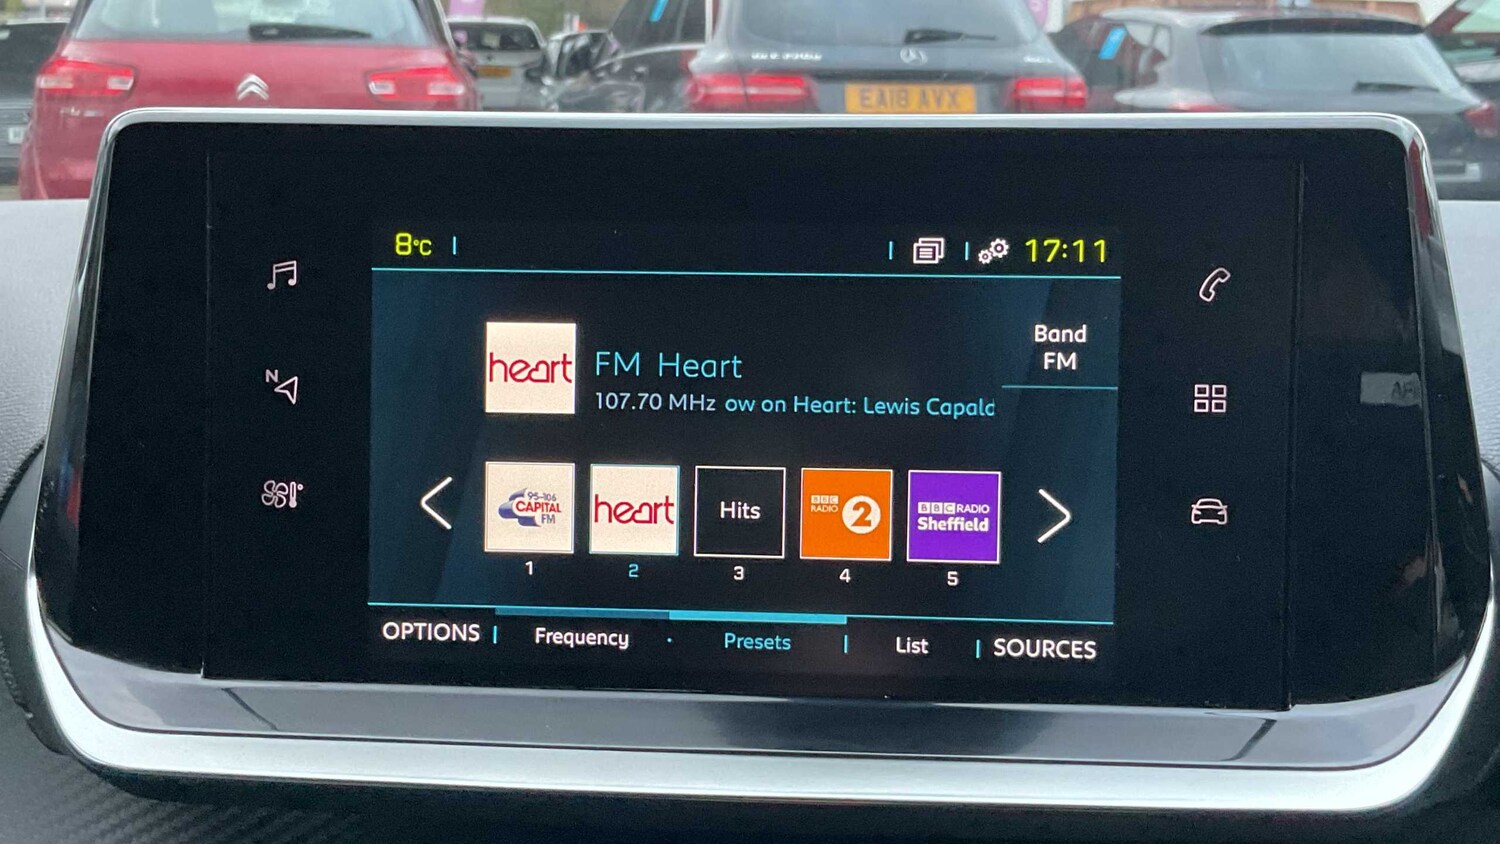 EA18 AVX
8°C
17:11
heart
FM Heart
107.70 MHz ow on Heart: Lewis Capald
Band
FM
95-106
CAPITAL
FM
heart
Hits
BBC
RADIO
2
BBC RADIO
Sheffield
1
2
3
4
5
OPTIONS
Frequency
Presets
List
SOURCES
N